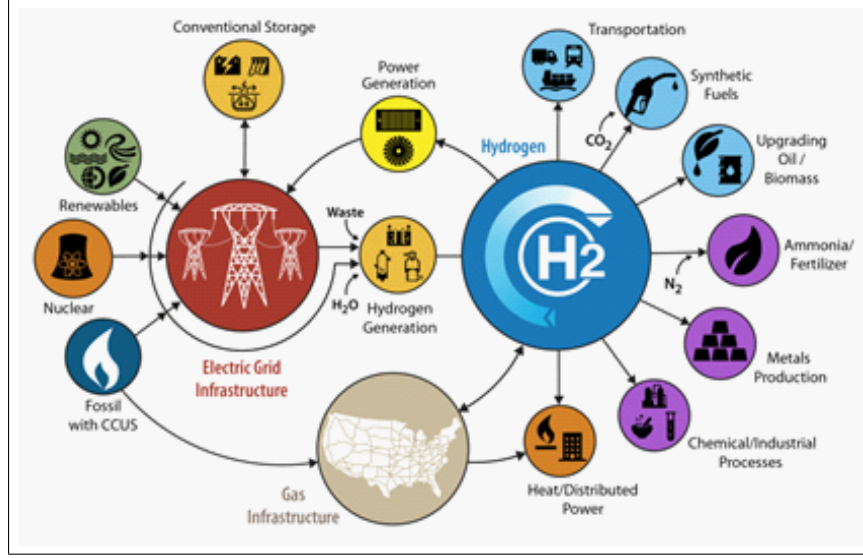 Conventional Storage
Transportation
Power
Generation
Synthetic
Fuels
CO2
Hydrogen
Upgrading
Oil /
Biomass
Renewables
Waste
H2
Ammonia/
Fertilizer
N2
Nuclear
H2O
Hydrogen
Generation
Electric Grid
Infrastructure
Metals
Production
Fossil
with CCUS
Chemical/Industrial
Processes
Gas
Infrastructure
Heat/Distributed
Power